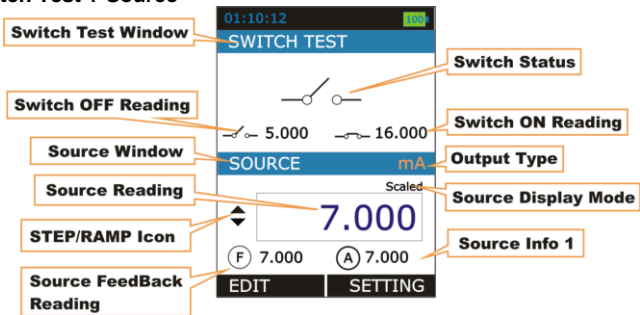 01:10:12 100
Switch Test Window
SWITCH TEST
Switch Status
Switch OFF Reading
5.000 16.000
Switch ON Reading
Source Window
SOURCE mA
Output Type
Scaled
Source Reading
7.000
Source Display Mode
STEP/RAMP Icon
F 7.000 A 7.000
Source Info 1
Source FeedBack
Reading
EDIT SETTING